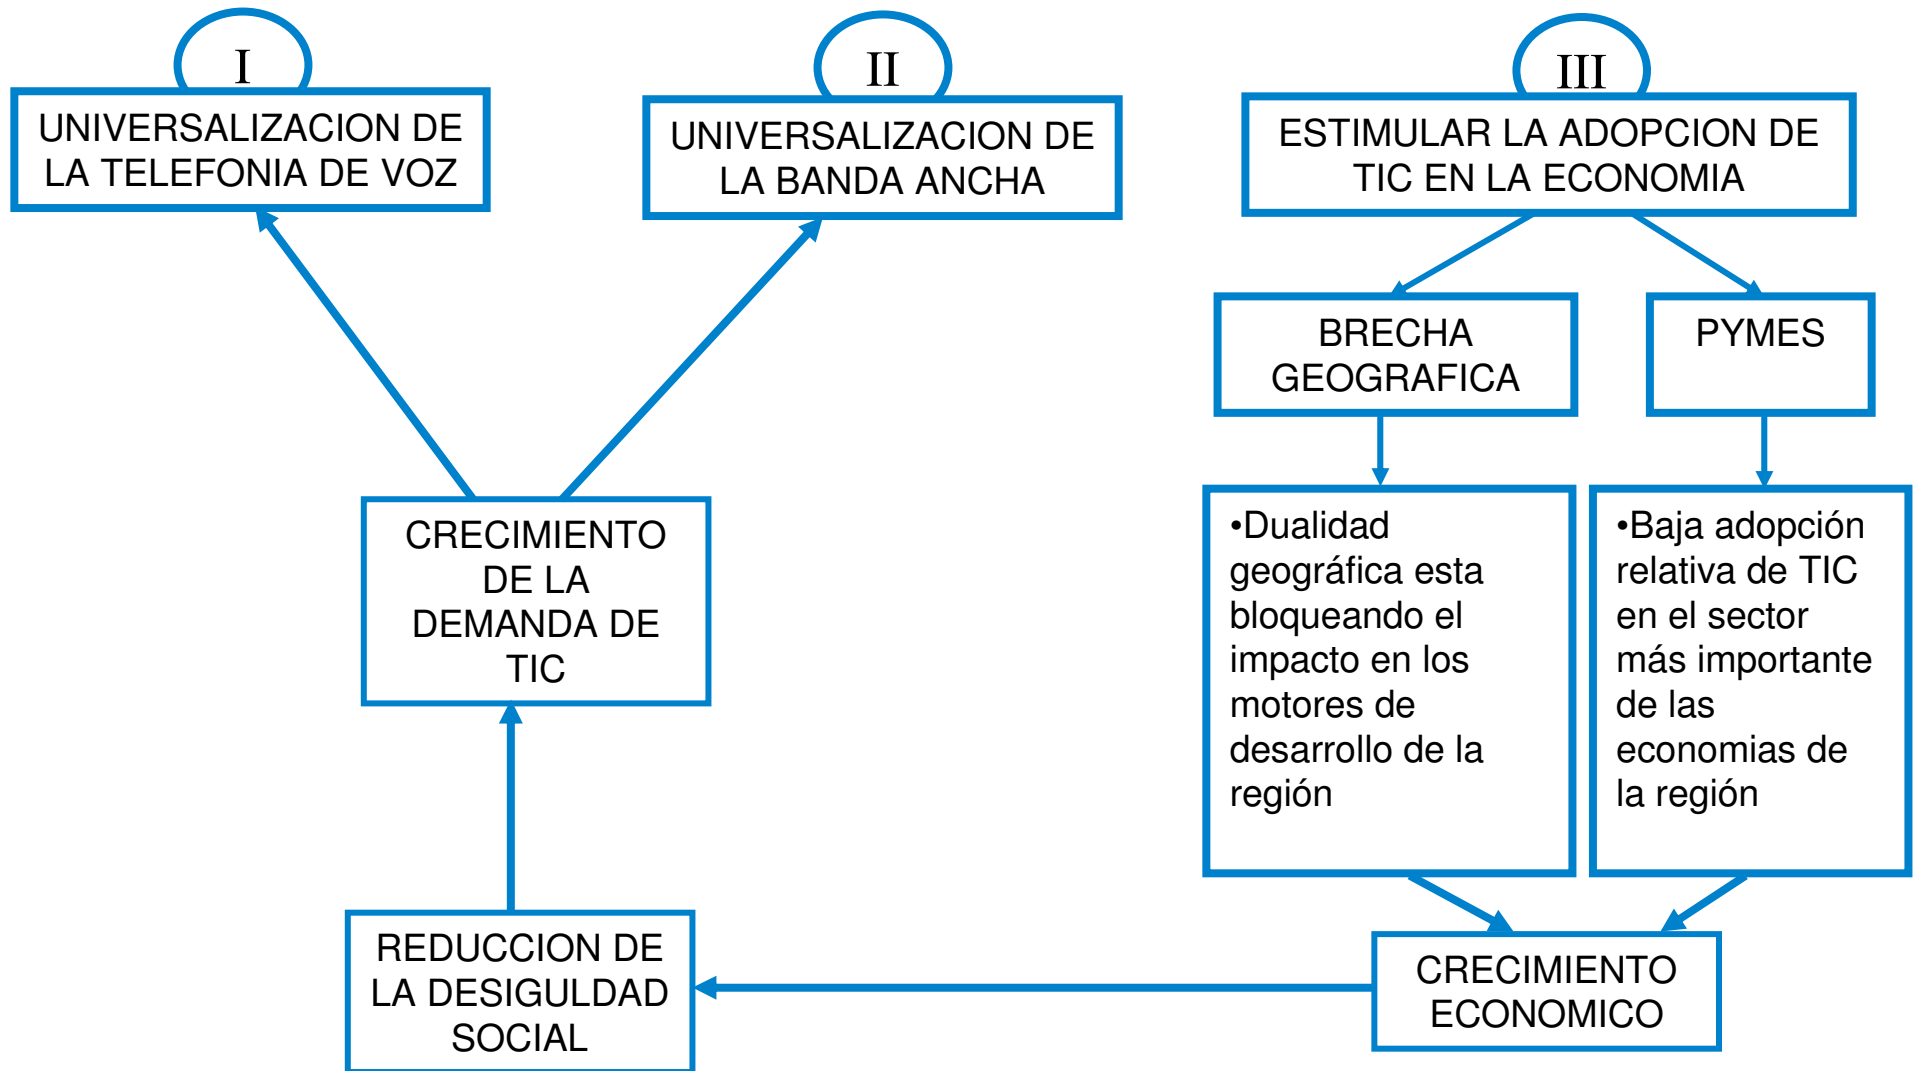 I
II
III
UNIVERSALIZACION DE
LA TELEFONIA DE VOZ
UNIVERSALIZACION DE
LA BANDA ANCHA
ESTIMULAR LA ADOPCION DE
TIC EN LA ECONOMIA
BRECHA
GEOGRAFICA
PYMES
CRECIMIENTO
DE LA
DEMANDA DE
TIC
•Dualidad
geográfica esta
bloqueando el
impacto en los
motores de
desarrollo de la
región
•Baja adopción
relativa de TIC
en el sector
más importante
de las
economias de
la región
REDUCCION DE
LA DESIGULDAD
SOCIAL
CRECIMIENTO
ECONOMICO